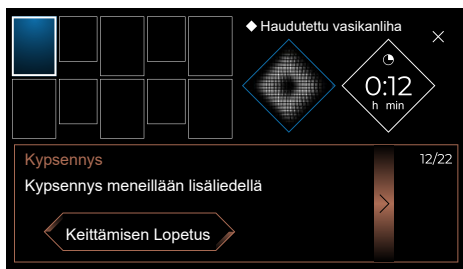 Haudutettu vasikanliha
0:12
h min
Kypsennys
12/22
Kypsennys meneillään lisäliedellä
Keittämisen Lopetus